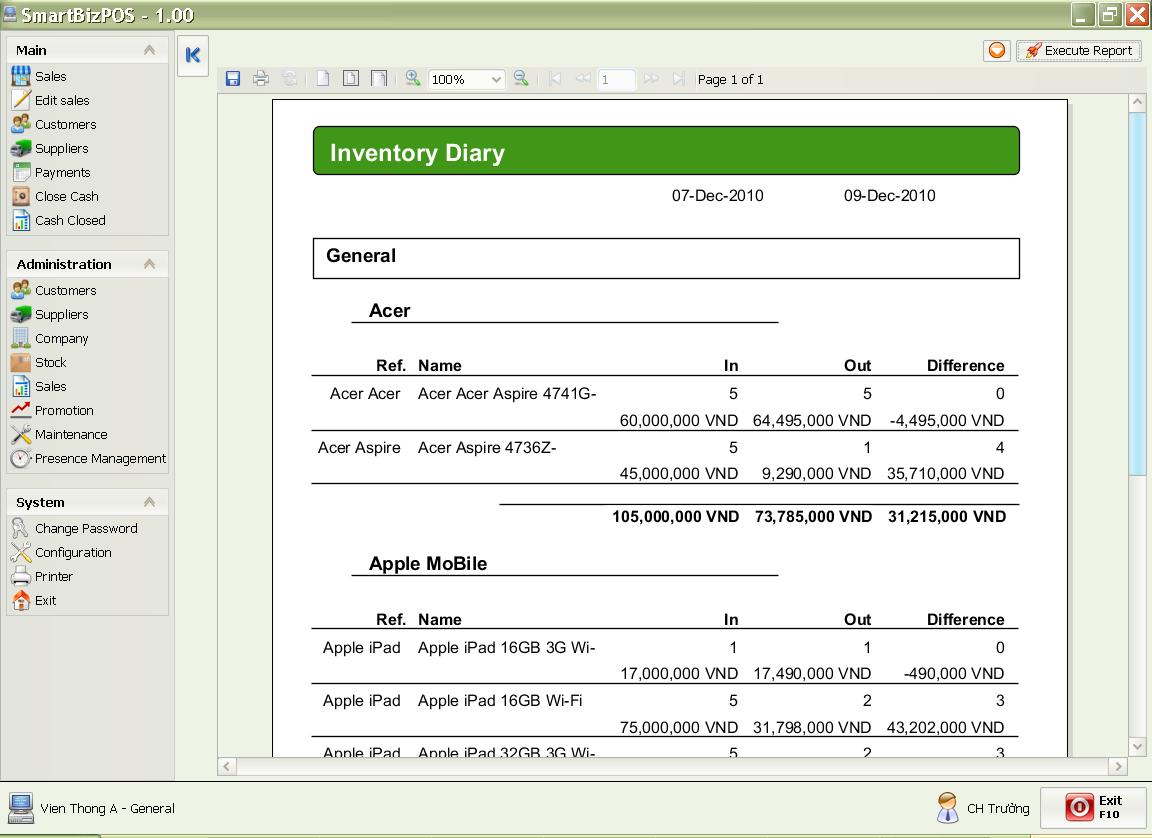 SmartBizPOS - 1.00
Main
Sales
Edit sales
Customers
Suppliers
Payments
Close Cash
Cash Closed
Administration
Customers
Suppliers
Company
Stock
Sales
Promotion
Maintenance
Presence Management
System
Change Password
Configuration
Printer
Exit
Execute Report
100% 1 Page 1 of 1
Inventory Diary
07-Dec-2010 09-Dec-2010
General
Acer
Ref. Name In Out Difference
Acer Acer Acer Acer Aspire 4741G- 5 5 0
60,000,000 VND 64,495,000 VND -4,495,000 VND
Acer Aspire Acer Aspire 4736Z- 5 1 4
45,000,000 VND 9,290,000 VND 35,710,000 VND
105,000,000 VND 73,785,000 VND 31,215,000 VND
Apple MoBile
Ref. Name In Out Difference
Apple iPad Apple iPad 16GB 3G Wi- 1 1 0
17,000,000 VND 17,490,000 VND -490,000 VND
Apple iPad Apple iPad 16GB Wi-Fi 5 2 3
75,000,000 VND 31,798,000 VND 43,202,000 VND
Apple iPad Apple iPad 32GB 3G Wi- 5 2 3
Vien Thong A - General
CH Trưởng
Exit
F10